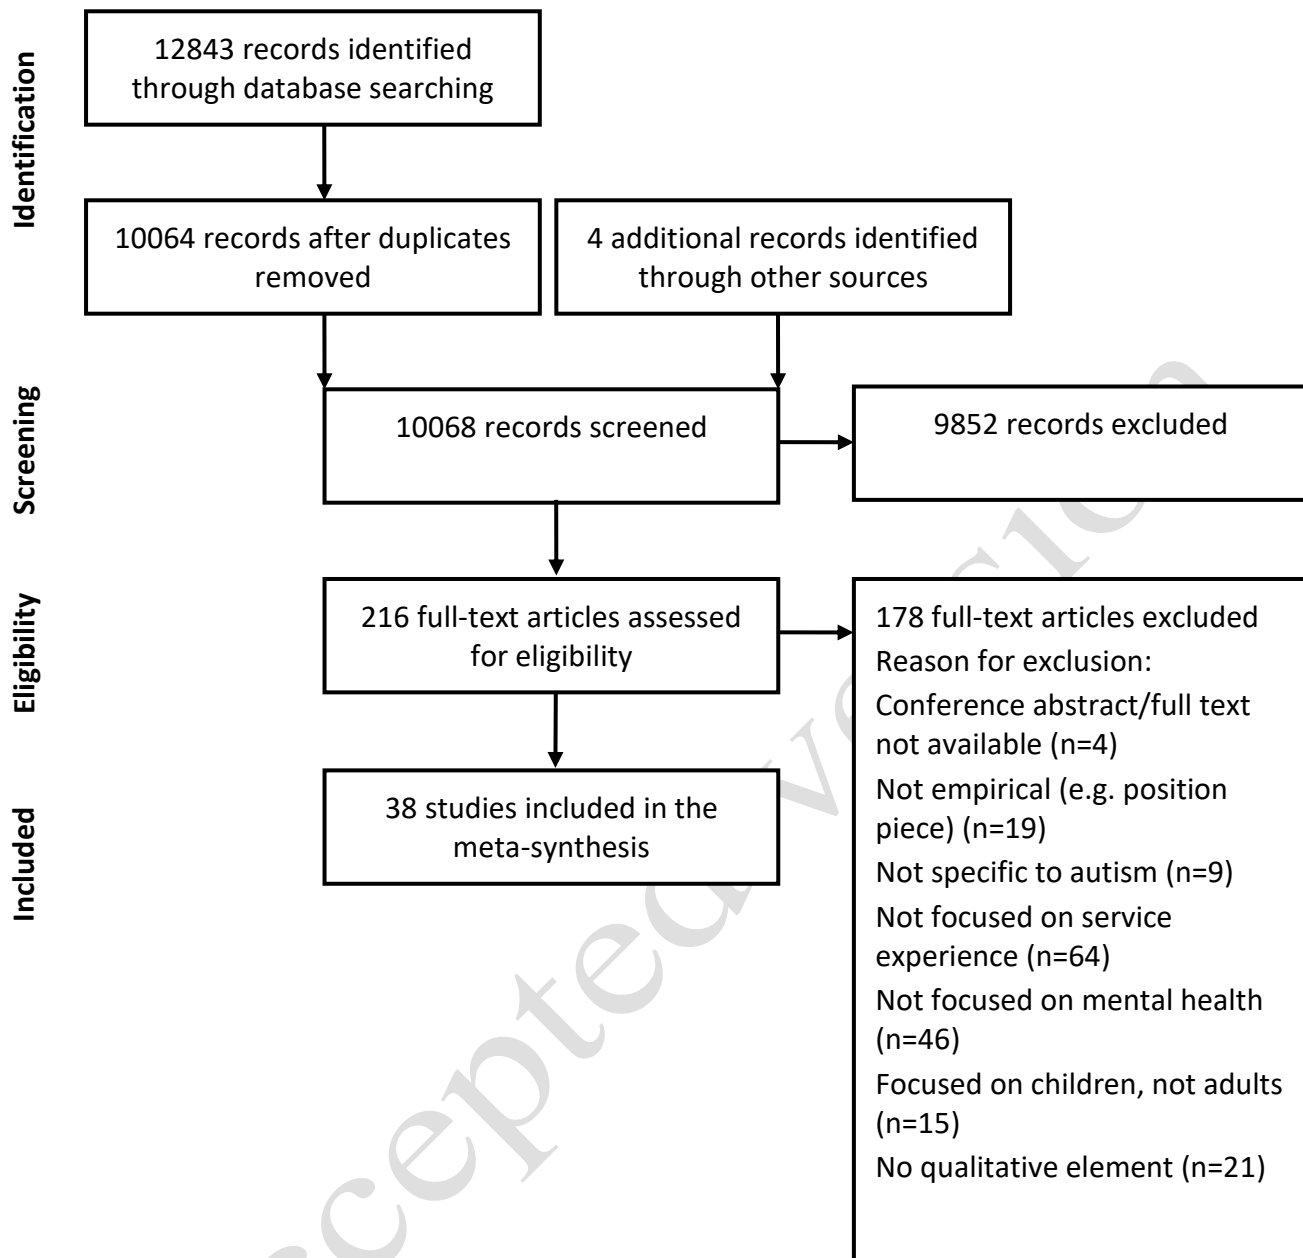 Identification
12843 records identified
through database searching
10064 records after duplicates
removed
4 additional records identified
through other sources
Screening
10068 records screened
9852 records excluded
Eligibility
216 full-text articles assessed
for eligibility
178 full-text articles excluded
Reason for exclusion:
Conference abstract/full text
not available (n=4)
Not empirical (e.g. position
piece) (n=19)
Not specific to autism (n=9)
Not focused on service
experience (n=64)
Not focused on mental health
(n=46)
Focused on children, not adults
(n=15)
No qualitative element (n=21)
Included
38 studies included in the
meta-synthesis